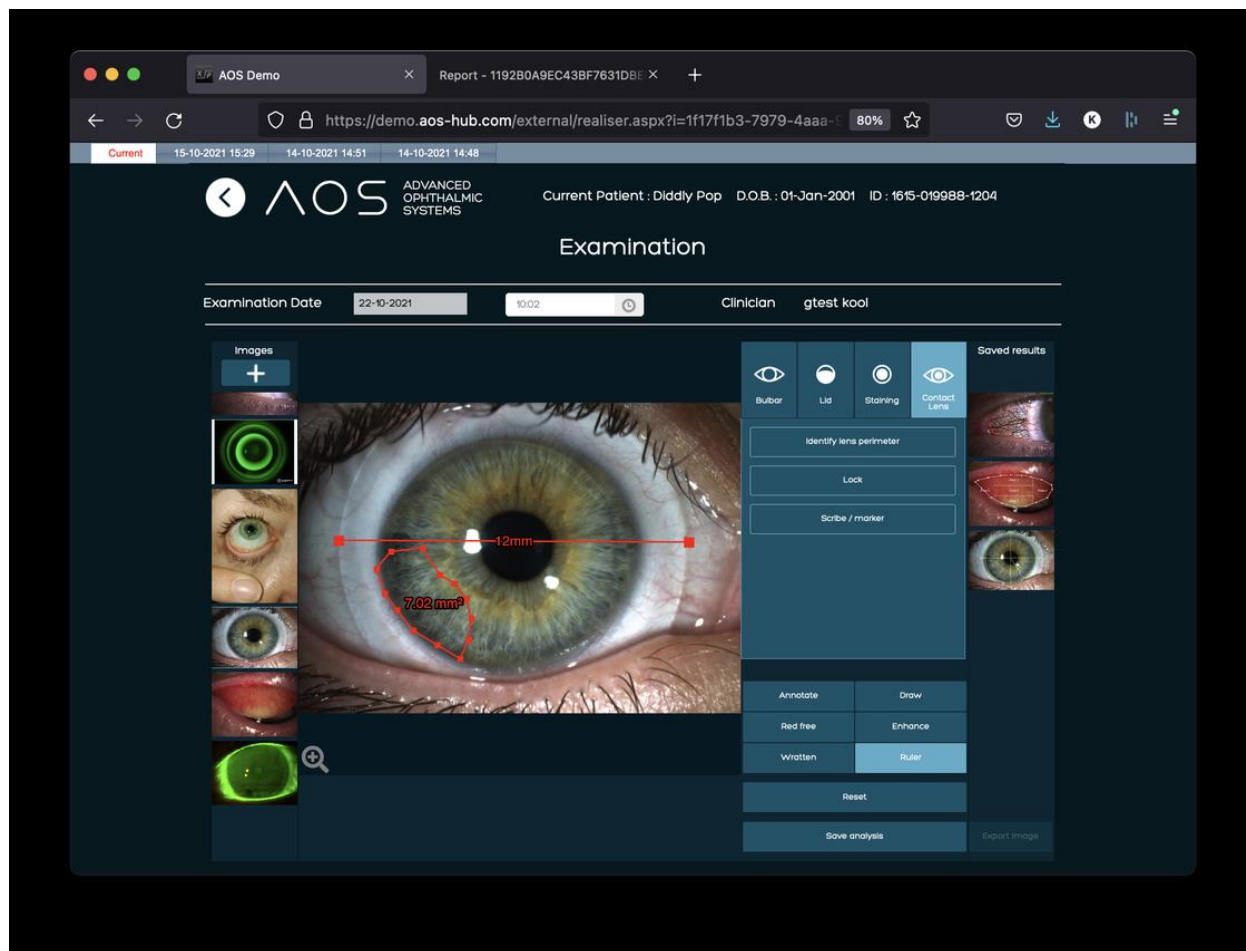 AOS Demo
Report - 1192B0A9EC43BF7631DBE
https://demo.aos-hub.com/external/realiser.aspx?i=1f17f1b3-7979-4aaa-9
80%
K
Current
15-10-2021 15:29
14-10-2021 14:51
14-10-2021 14:48
AOS
ADVANCED
OPHTHALMIC
SYSTEMS
Current Patient : Diddly Pop D.O.B. : 01-Jan-2001 ID : 1615-019988-1204
Examination
Examination Date
22-10-2021
10:02
Clinician gtest kool
Images
+
12mm
7.02 mm²
Bulbar
Lid
Staining
Contact
Lens
Identify lens perimeter
Lock
Scribe / marker
Annotate
Draw
Red free
Enhance
Wratten
Ruler
Reset
Save analysis
Saved results
Export Image